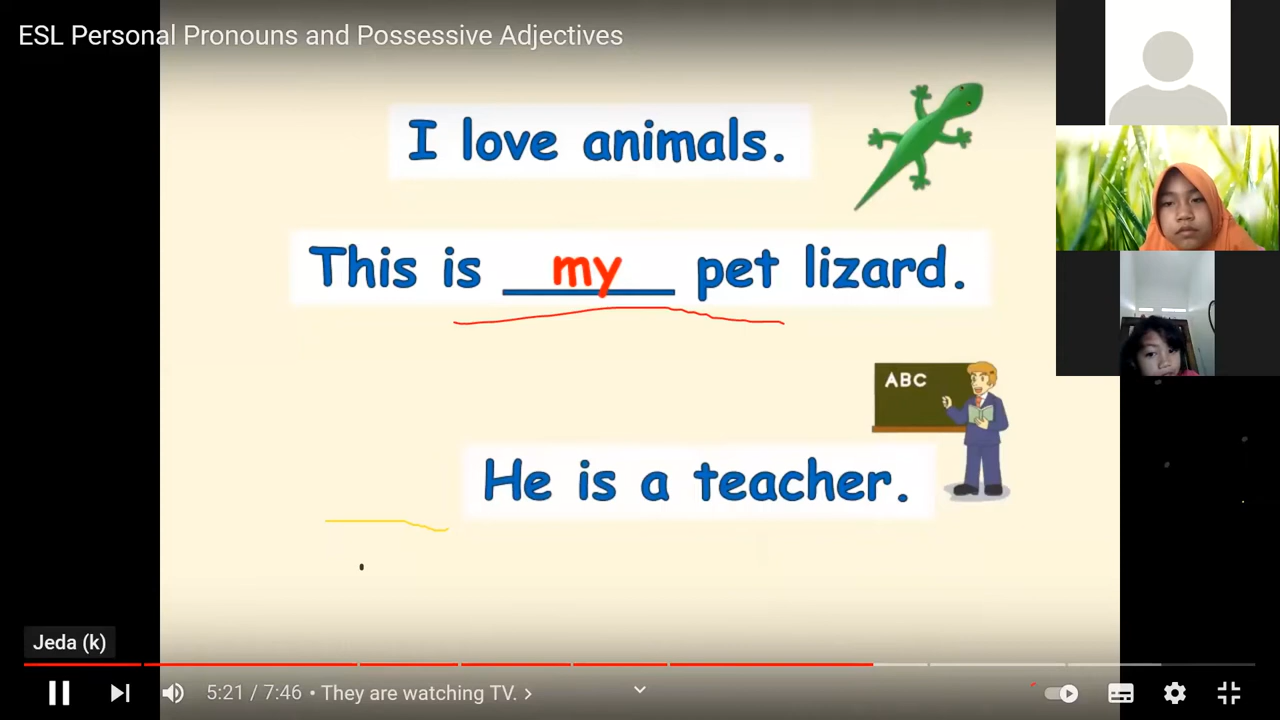 ESL Personal Pronouns and Possessive Adjectives
I love animals.
This is my pet lizard.
ABC
He is a teacher.
Jeda (k)
5:21 / 7:46 • They are watching TV. >